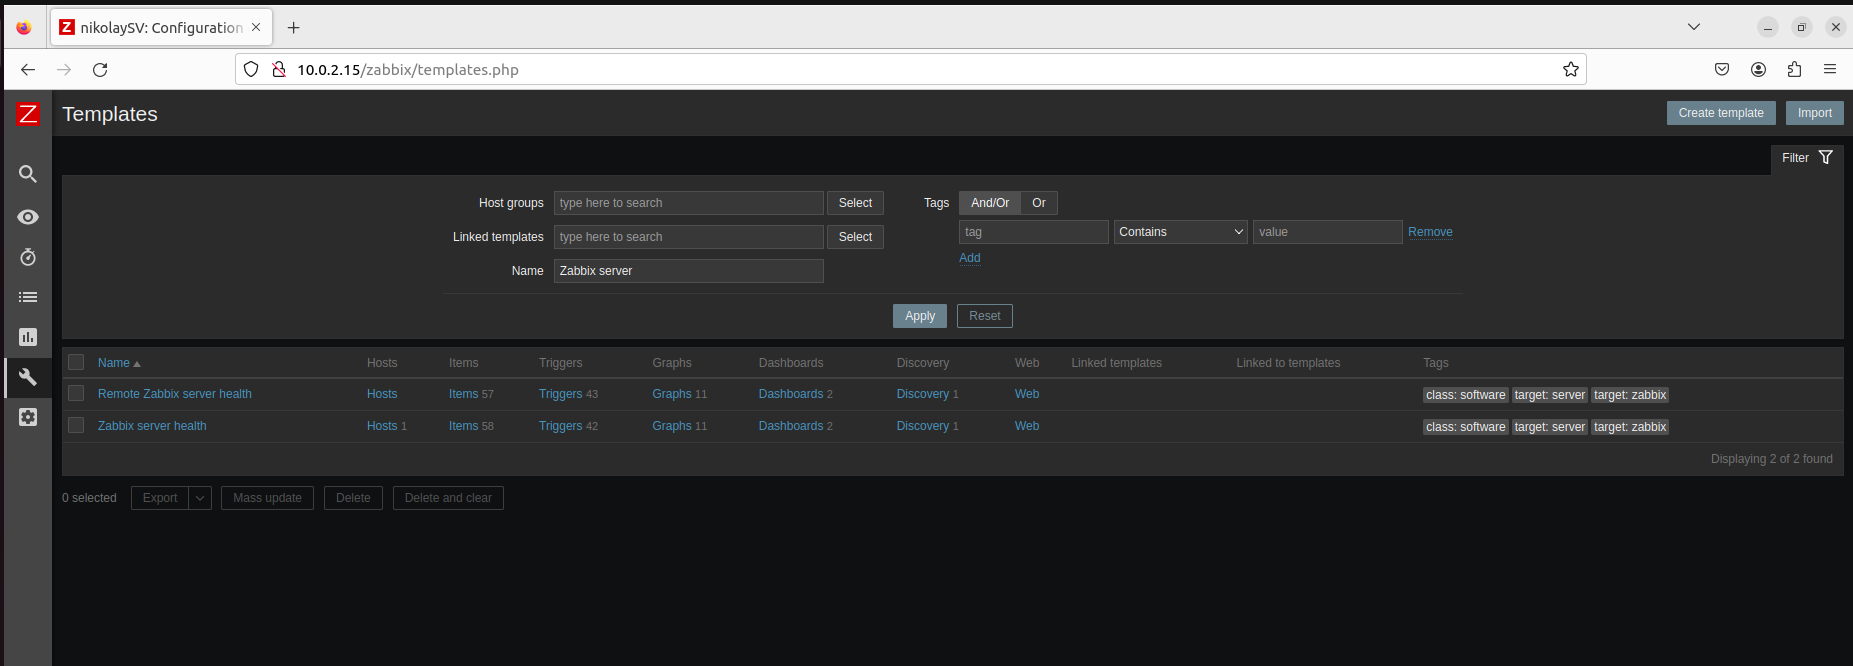 Z nikolaySV: Configuration
10.0.2.15/zabbix/templates.php
Z Templates Create template Import
Filter
Host groups type here to search Select Tags And/Or Or
Linked templates type here to search Select tag Contains value Remove
Add
Name Zabbix server
Apply Reset
Name Hosts Items Triggers Graphs Dashboards Discovery Web Linked templates Linked to templates Tags
Remote Zabbix server health Hosts Items 57 Triggers 43 Graphs 11 Dashboards 2 Discovery 1 Web class: software target: server target: zabbix
Zabbix server health Hosts 1 Items 58 Triggers 42 Graphs 11 Dashboards 2 Discovery 1 Web class: software target: server target: zabbix
Displaying 2 of 2 found
0 selected Export Mass update Delete Delete and clear